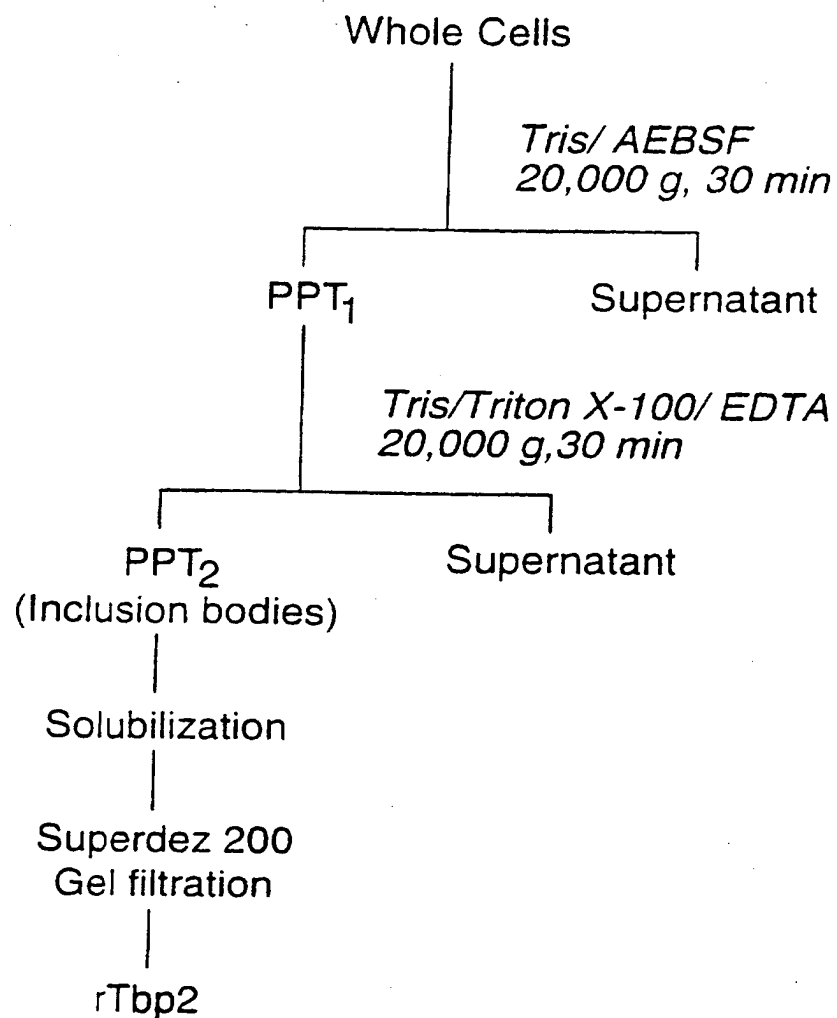 Whole Cells
Tris/ AEBSF
20,000 g, 30 min
PPT1
Supernatant
Tris/Triton X-100/ EDTA
20,000 g,30 min
PPT2
Supernatant
(Inclusion bodies)
Solubilization
Superdez 200
Gel filtration
rTbp2